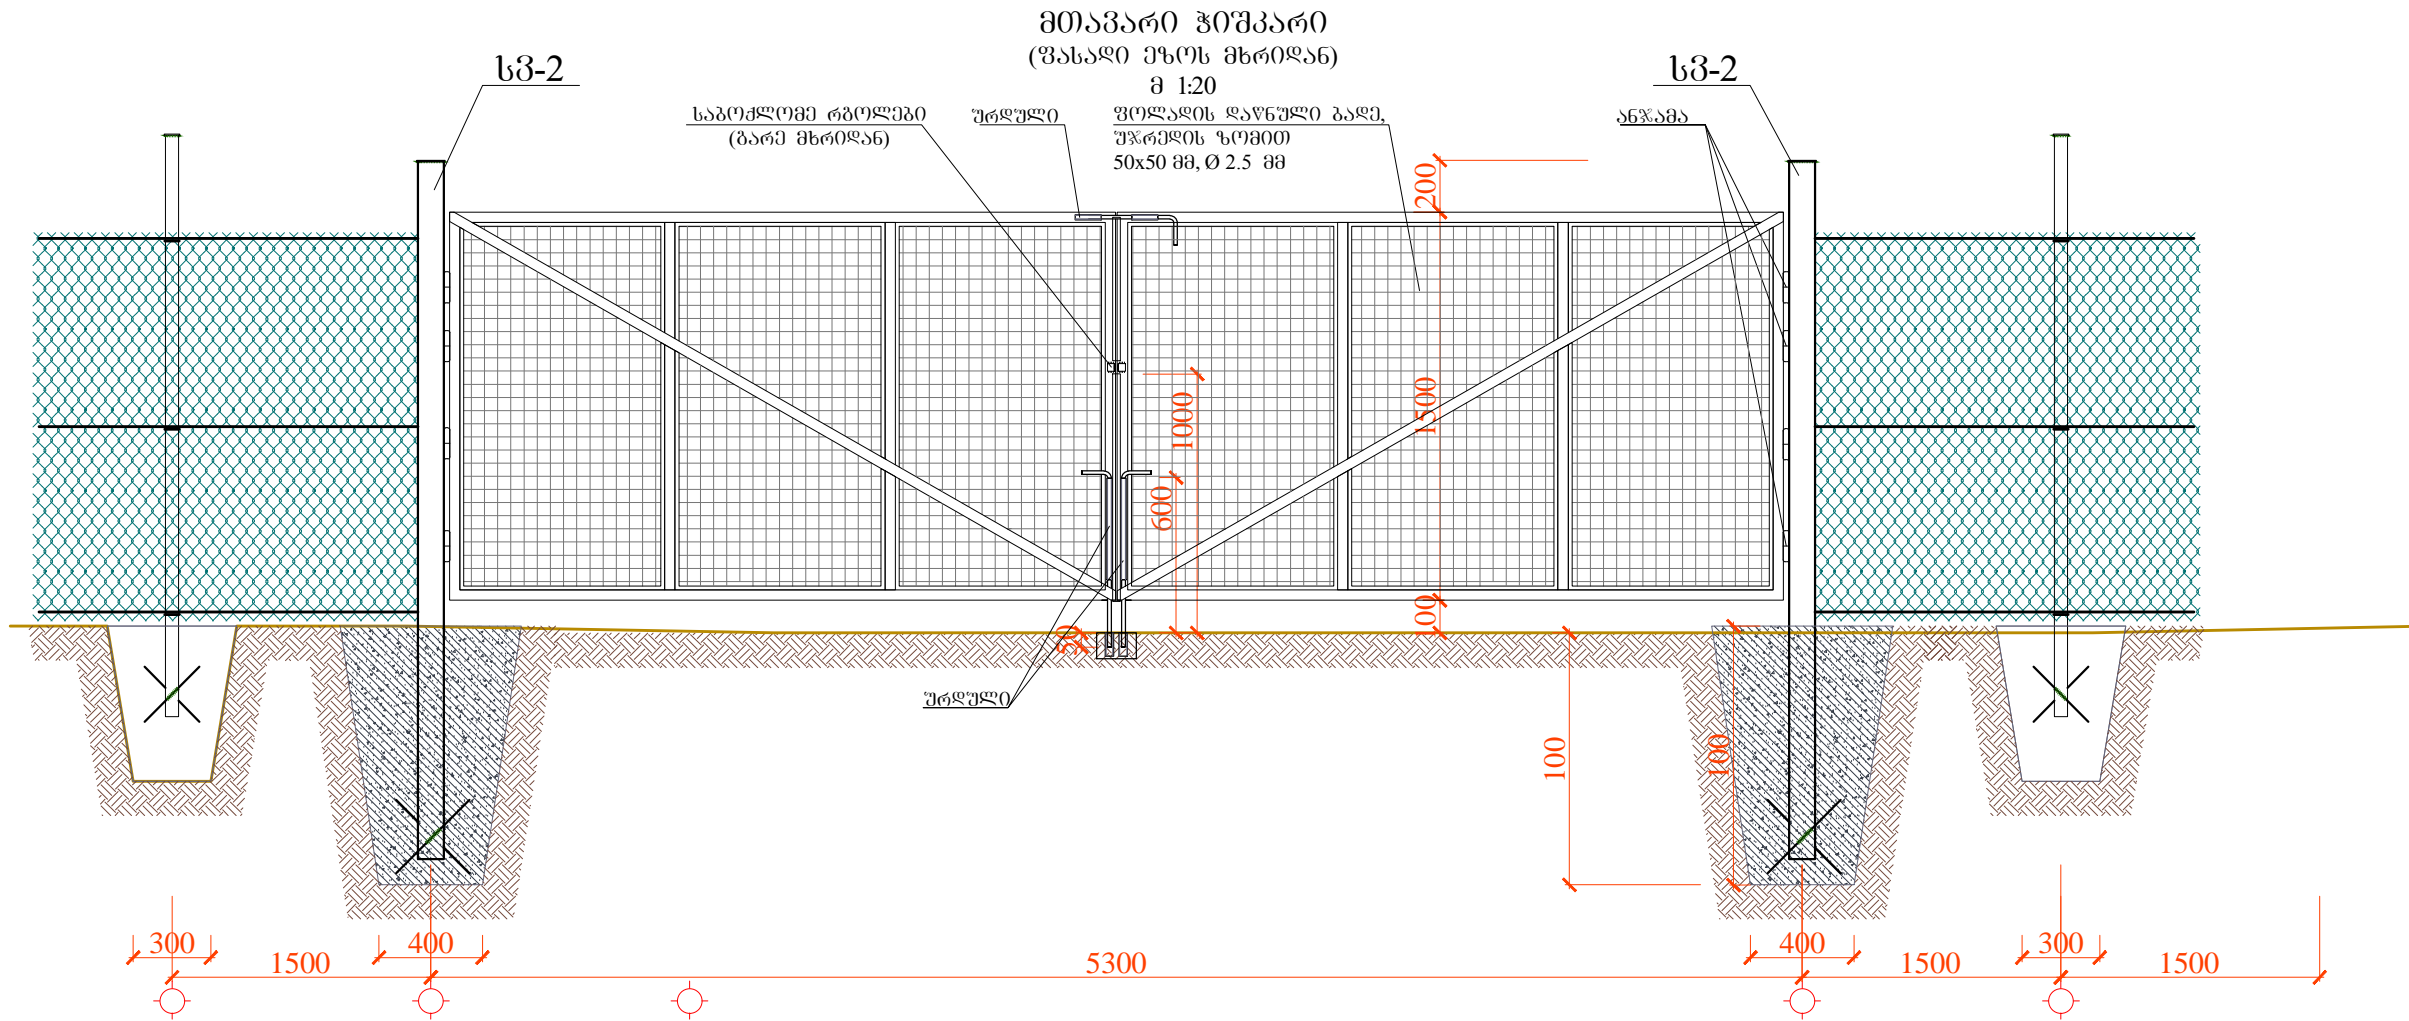 მთავარი ჭიშკარი
(ფასადი ეზოს მხრიდან)
მ 1:20
სვ-2
სვ-2
საბოქლომე რგოლები
(გარე მხრიდან)
ურდული
ფოლადის დაწნული ბადე,
უჯრედის ზომით
50x50 მმ, Ø 2.5 მმ
ანჯამა
200
1500
1000
600
100
50
ურდული
100
100
300
400
400
300
1500
5300
1500
1500